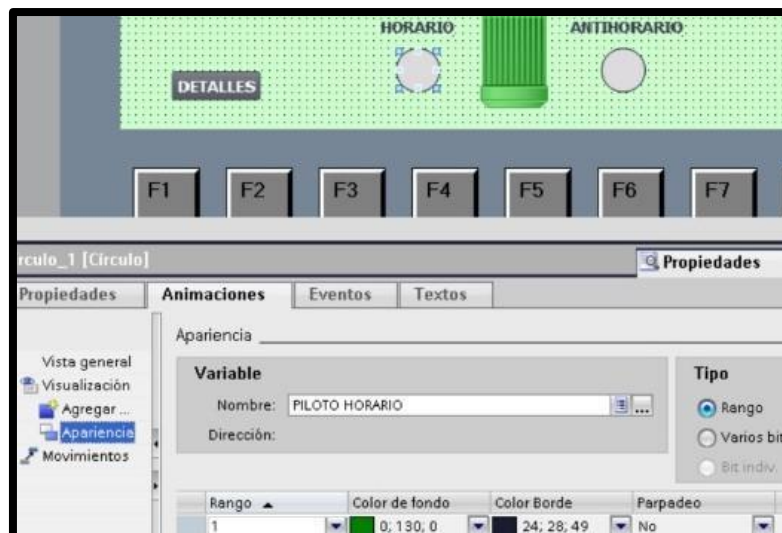 HORARIO ANTIHORARIO
DETALLES
F1 F2 F3 F4 F5 F6 F7
rculo_1 [Círculo] Propiedades
Propiedades Animaciones Eventos Textos
Apariencia
Vista general
Visualización
Agregar ...
Apariencia
Movimientos
Variable
Nombre: PILOTO HORARIO ...
Dirección:
Tipo
Rango
Varios bit
Bit indiv.
Rango Color de fondo Color Borde Parpadeo
1 0; 130; 0 24; 28; 49 No